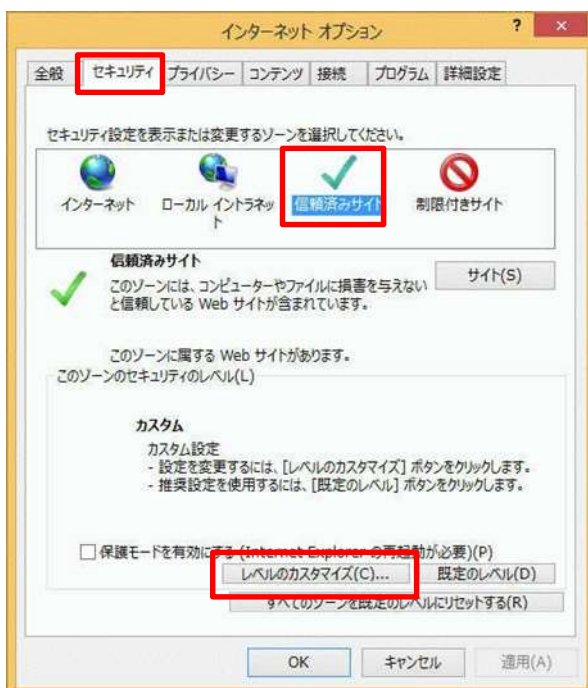 インターネット オプション
? ×
全般 セキュリティ プライバシー コンテンツ 接続 プログラム 詳細設定
セキュリティ設定を表示または変更するゾーンを選択してください。
インターネット ローカル イントラネッ 信頼済みサイト 制限付きサイト
ト
信頼済みサイト
このゾーンには、コンピューターやファイルに損害を与えない サイト(S)
と信頼している Web サイトが含まれています。
このゾーンに属する Web サイトがあります。
このゾーンのセキュリティのレベル(L)
カスタム
カスタム設定
- 設定を変更するには、[レベルのカスタマイズ] ボタンをクリックします。
- 推奨設定を使用するには、[既定のレベル] ボタンをクリックします。
保護モードを有効にする (Internet Explorer の再起動が必要)(P)
レベルのカスタマイズ(C)... 既定のレベル(D)
すべてのゾーンを既定のレベルにリセットする(R)
OK キャンセル 適用(A)